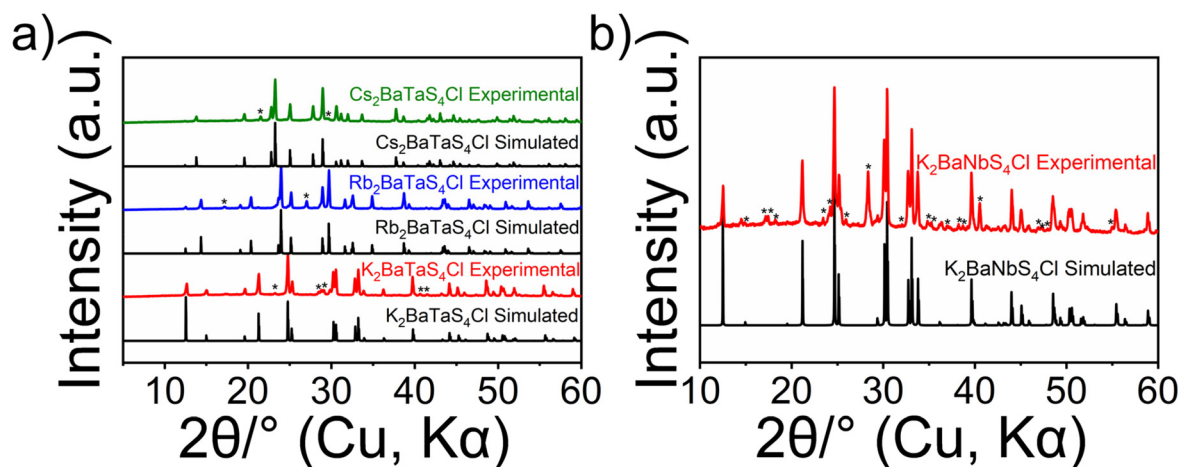 a)
Intensity (a.u.)
Cs₂BaTaS₄Cl Experimental
*
*
Cs₂BaTaS₄Cl Simulated
Rb₂BaTaS₄Cl Experimental
*
*
Rb₂BaTaS₄Cl Simulated
K₂BaTaS₄Cl Experimental
*
**
**
K₂BaTaS₄Cl Simulated
10 20 30 40 50 60
2θ/° (Cu, Kα)
b)
Intensity (a.u.)
K₂BaNbS₄Cl Experimental
K₂BaNbS₄Cl Simulated
10 20 30 40 50 60
2θ/° (Cu, Kα)